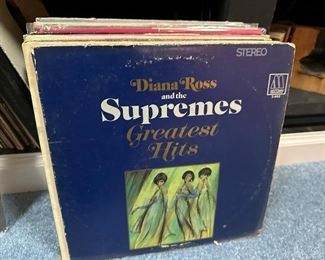 STEREO
Diana Ross
and the
Supremes
Greatest
Hits